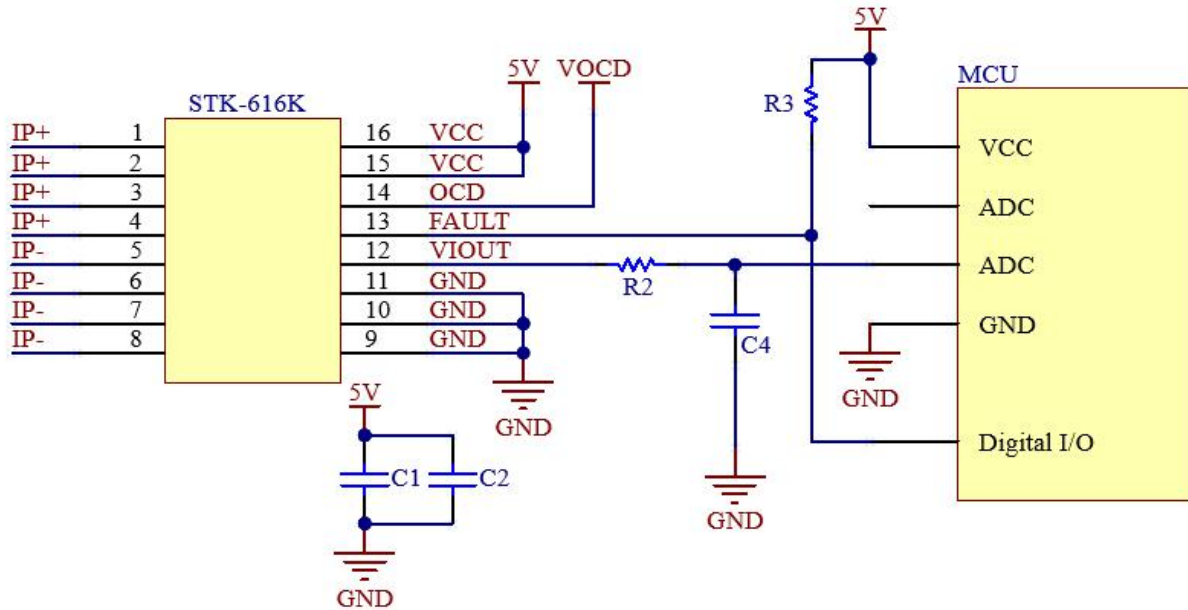 5V
5V VOCD
MCU
STK-616K
R3
IP+ 1 16 VCC
VCC
IP+ 2 15 VCC
IP+ 3 14 OCD
ADC
IP+ 4 13 FAULT
IP- 5 12 VIOUT
ADC
R2
IP- 6 11 GND
IP- 7 10 GND
GND
IP- 8 9 GND
C4
5V
GND
GND
Digital I/O
C1 C2
GND
GND